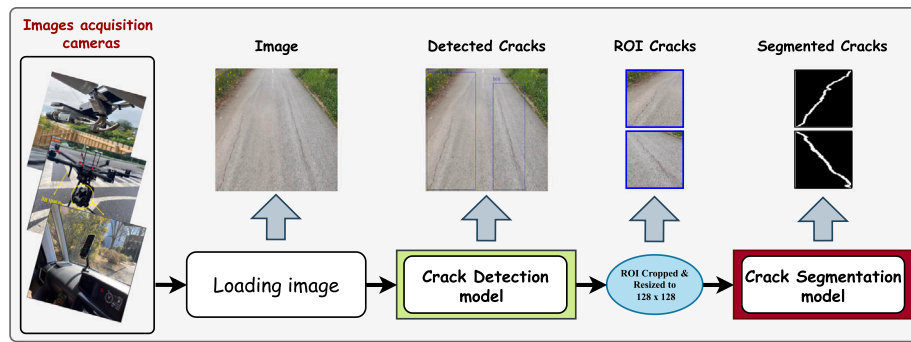 Images acquisition
cameras
Image
Detected Cracks
ROI Cracks
Segmented Cracks
Loading image
Crack Detection
model
ROI Cropped &
Resized to
128 x 128
Crack Segmentation
model